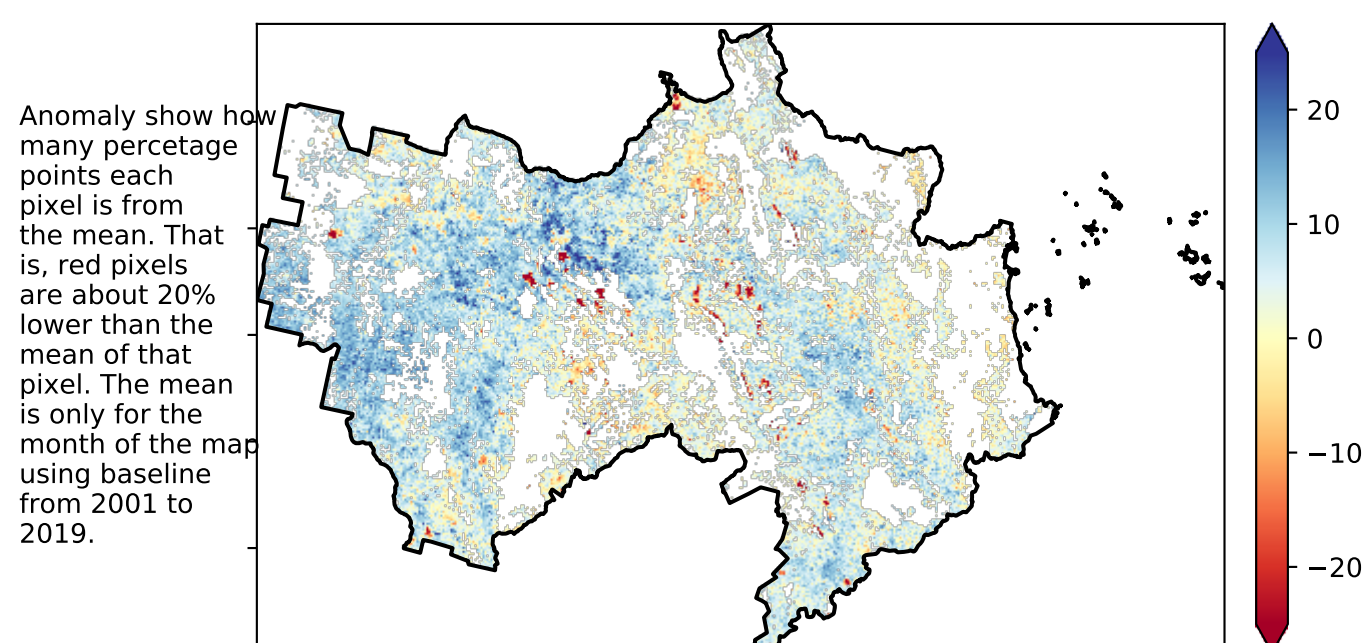 Anomaly show how
many percetage
points each
pixel is from
the mean. That
is, red pixels
are about 20%
lower than the
mean of that
pixel. The mean
is only for the
month of the map
using baseline
from 2001 to
2019.
20
10
0
−10
−20